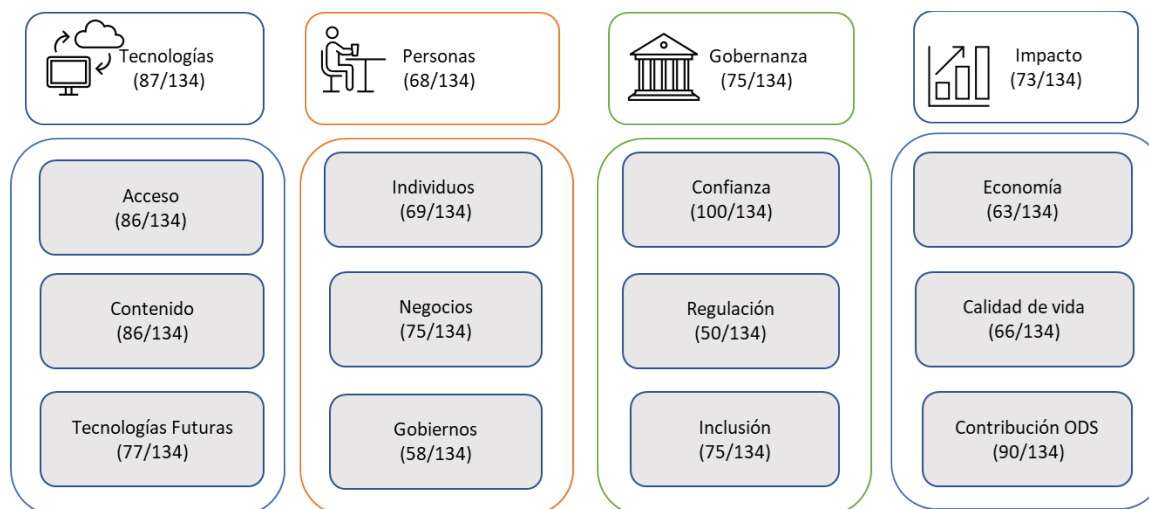 Tecnologías
(87/134)
Personas
(68/134)
Gobernanza
(75/134)
Impacto
(73/134)
Acceso
(86/134)
Contenido
(86/134)
Tecnologías Futuras
(77/134)
Individuos
(69/134)
Negocios
(75/134)
Gobiernos
(58/134)
Confianza
(100/134)
Regulación
(50/134)
Inclusión
(75/134)
Economía
(63/134)
Calidad de vida
(66/134)
Contribución ODS
(90/134)